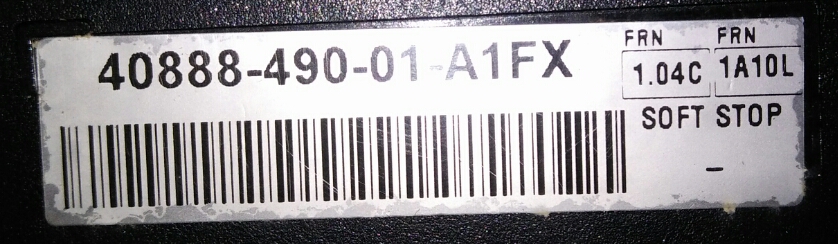 40888-490-01-A1FX
FRN FRN
1.04C 1A10L
SOFT STOP
-